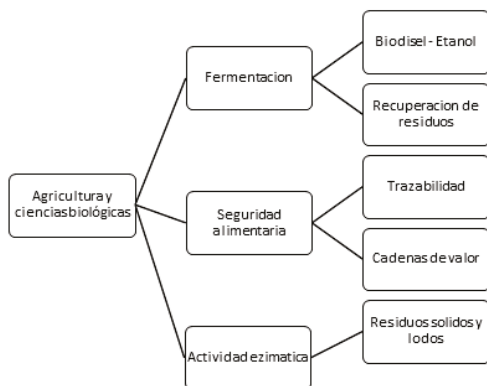 Biodisel - Etanol
Fermentacion
Recuperacion de
residuos
Agricultura y
ciencias biológicas
Seguridad
alimentaria
Trazabilidad
Cadenas de valor
Actividad ezimatica
Residuos solidos y
lodos